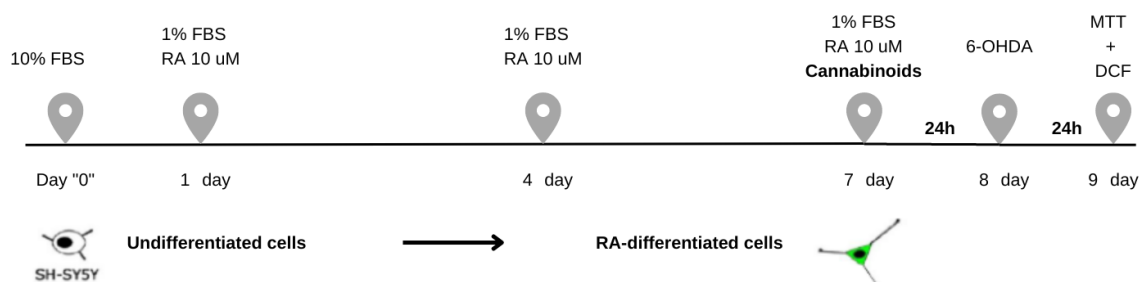 10% FBS
1% FBS
RA 10 uM
1% FBS
RA 10 uM
1% FBS
RA 10 uM
Cannabinoids
6-OHDA
MTT
+
DCF
24h
24h
Day "0"
1 day
4 day
7 day
8 day
9 day
Undifferentiated cells
RA-differentiated cells
SH-SY5Y